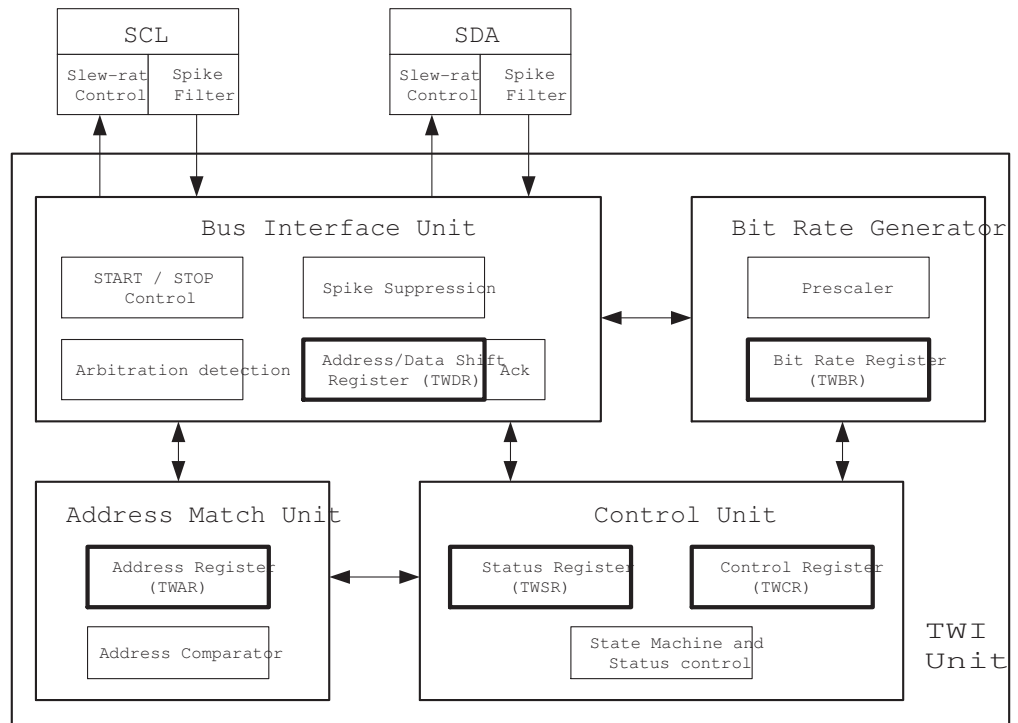 SCL
Slew-rat
Control
Spike
Filter
SDA
Slew-rat
Control
Spike
Filter
Bus Interface Unit
START / STOP
Control
Spike Suppression
Arbitration detection
Address/Data Shift
Register (TWDR)
Ack
Bit Rate Generator
Prescaler
Bit Rate Register
(TWBR)
Address Match Unit
Address Register
(TWAR)
Address Comparator
Control Unit
Status Register
(TWSR)
Control Register
(TWCR)
State Machine and
Status control
TWI
Unit